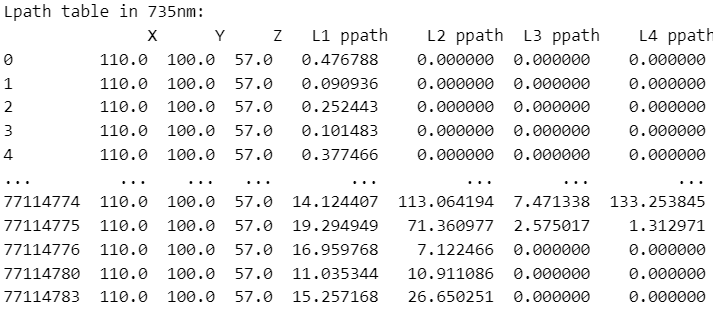 Lpath table in 735nm:
X Y Z L1 ppath L2 ppath L3 ppath L4 ppath
0 110.0 100.0 57.0 0.476788 0.000000 0.000000 0.000000
1 110.0 100.0 57.0 0.090936 0.000000 0.000000 0.000000
2 110.0 100.0 57.0 0.252443 0.000000 0.000000 0.000000
3 110.0 100.0 57.0 0.101483 0.000000 0.000000 0.000000
4 110.0 100.0 57.0 0.377466 0.000000 0.000000 0.000000
... ... ... ... ... ... ... ...
77114774 110.0 100.0 57.0 14.124407 113.064194 7.471338 133.253845
77114775 110.0 100.0 57.0 19.294949 71.360977 2.575017 1.312971
77114776 110.0 100.0 57.0 16.959768 7.122466 0.000000 0.000000
77114780 110.0 100.0 57.0 11.035344 10.911086 0.000000 0.000000
77114783 110.0 100.0 57.0 15.257168 26.650251 0.000000 0.000000